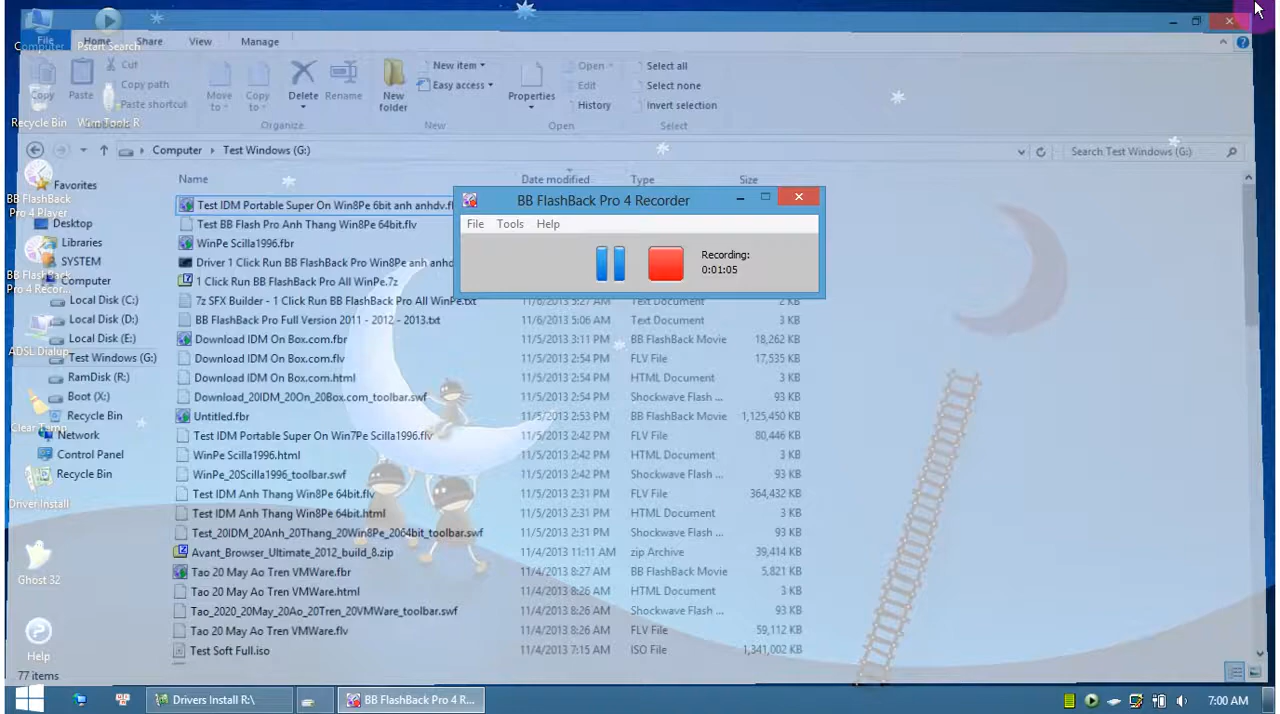 Computer
Pstart Search
File
Home
Share
View
Manage
Copy
Paste
Cut
Copy path
Paste shortcut
Move to
Copy to
Delete
Rename
New folder
New item
Easy access
Properties
Open
Edit
History
Select all
Select none
Invert selection
Recycle Bin
Organize
New
Open
Select
Computer
Test Windows (G:)
Search Test Windows (G:)
Name
Date modified
Type
Size
BB FlashBack Pro 4 Player
BB FlashBack Pro 4 Recor...
ADSL Dialup
Clear Temp
Driver Install
Ghost 32
Help
Favorites
Desktop
Libraries
SYSTEM
Computer
Local Disk (C:)
Local Disk (D:)
Local Disk (E:)
Test Windows (G:)
RamDisk (R:)
Boot (X:)
Recycle Bin
Network
Control Panel
Recycle Bin
Test IDM Portable Super On Win8Pe 6bit anh anhdv.f
Test BB Flash Pro Anh Thang Win8Pe 64bit.flv
WinPe Scilla1996.fbr
Driver 1 Click Run BB FlashBack Pro Win8Pe anh anhd
1 Click Run BB FlashBack Pro All WinPe.7z
7z SFX Builder - 1 Click Run BB FlashBack Pro All WinPe.txt
11/6/2013 5:27 AM Text Document 2 KB
BB FlashBack Pro Full Version 2011 - 2012 - 2013.txt 11/6/2013 5:06 AM Text Document 3 KB
Download IDM On Box.com.fbr 11/5/2013 3:11 PM BB FlashBack Movie 18,262 KB
Download IDM On Box.com.flv 11/5/2013 2:54 PM FLV File 17,535 KB
Download IDM On Box.com.html 11/5/2013 2:54 PM HTML Document 3 KB
Download_20IDM_20On_20Box.com_toolbar.swf 11/5/2013 2:54 PM Shockwave Flash ... 93 KB
Untitled.fbr 11/5/2013 2:53 PM BB FlashBack Movie 1,125,450 KB
Test IDM Portable Super On Win7Pe Scilla1996.flv 11/5/2013 2:42 PM FLV File 80,446 KB
WinPe Scilla1996.html 11/5/2013 2:42 PM HTML Document 3 KB
WinPe_20Scilla1996_toolbar.swf 11/5/2013 2:42 PM Shockwave Flash ... 93 KB
Test IDM Anh Thang Win8Pe 64bit.flv 11/5/2013 2:31 PM FLV File 364,432 KB
Test IDM Anh Thang Win8Pe 64bit.html 11/5/2013 2:31 PM HTML Document 3 KB
Test_20IDM_20Anh_20Thang_20Win8Pe_2064bit_toolbar.swf 11/5/2013 2:31 PM Shockwave Flash ... 93 KB
Avant_Browser_Ultimate_2012_build_8.zip 11/4/2013 11:11 AM zip Archive 39,414 KB
Tao 20 May Ao Tren VMWare.fbr 11/4/2013 8:27 AM BB FlashBack Movie 5,821 KB
Tao 20 May Ao Tren VMWare.html 11/4/2013 8:26 AM HTML Document 3 KB
Tao_2020_20May_20Ao_20Tren_20VMWare_toolbar.swf 11/4/2013 8:26 AM Shockwave Flash ... 93 KB
Tao 20 May Ao Tren VMWare.flv 11/4/2013 8:26 AM FLV File 59,112 KB
Test Soft Full.iso 11/4/2013 7:15 AM ISO File 1,341,002 KB
77 items
BB FlashBack Pro 4 Recorder
File Tools Help
Recording:
0:01:05
Drivers Install R:\
BB FlashBack Pro 4 R...
7:00 AM